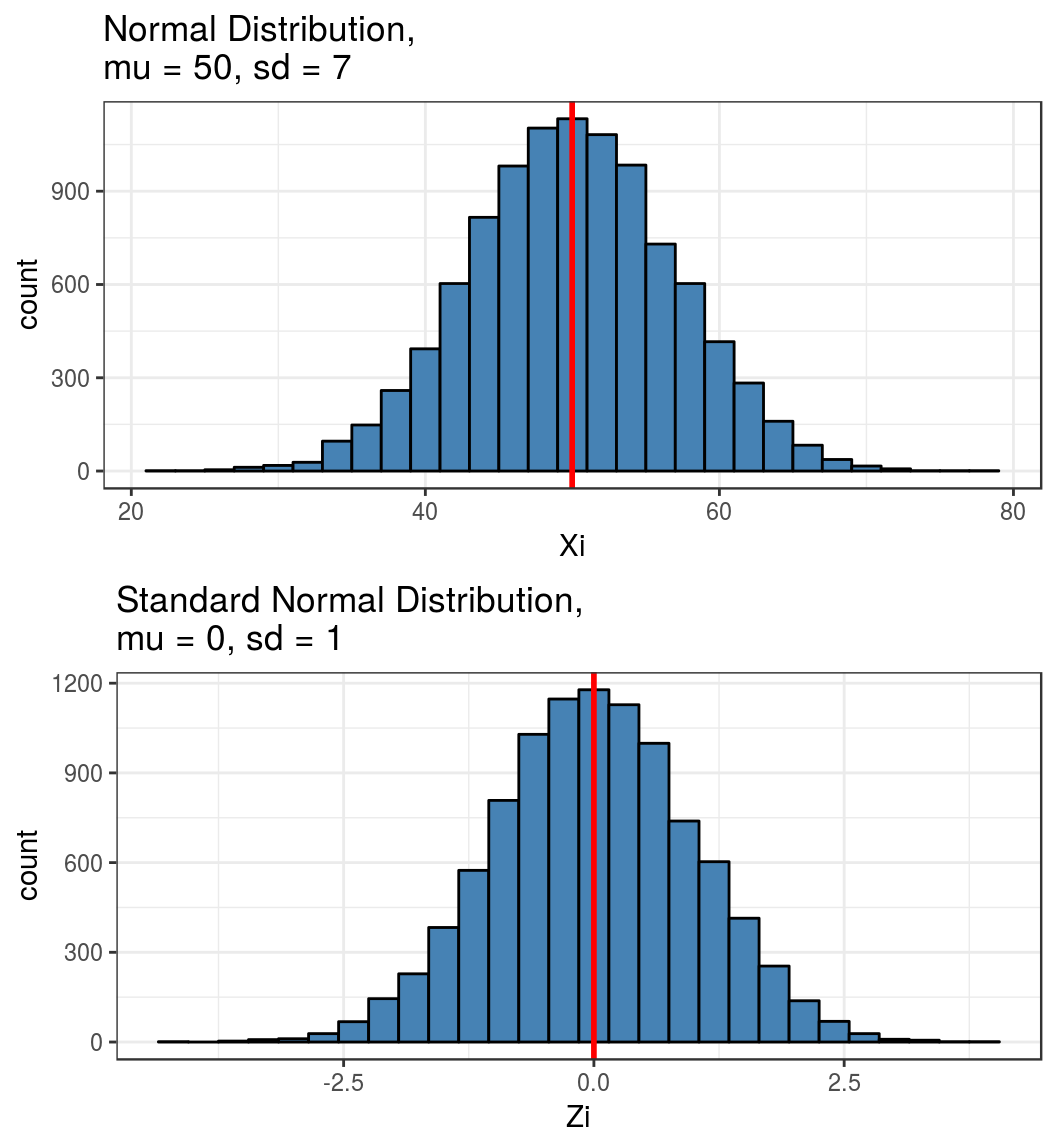 Normal Distribution,
mu = 50, sd = 7
900
600
300
0
count
20 40 60 80
Xi
Standard Normal Distribution,
mu = 0, sd = 1
1200
900
600
300
0
count
-2.5 0.0 2.5
Zi